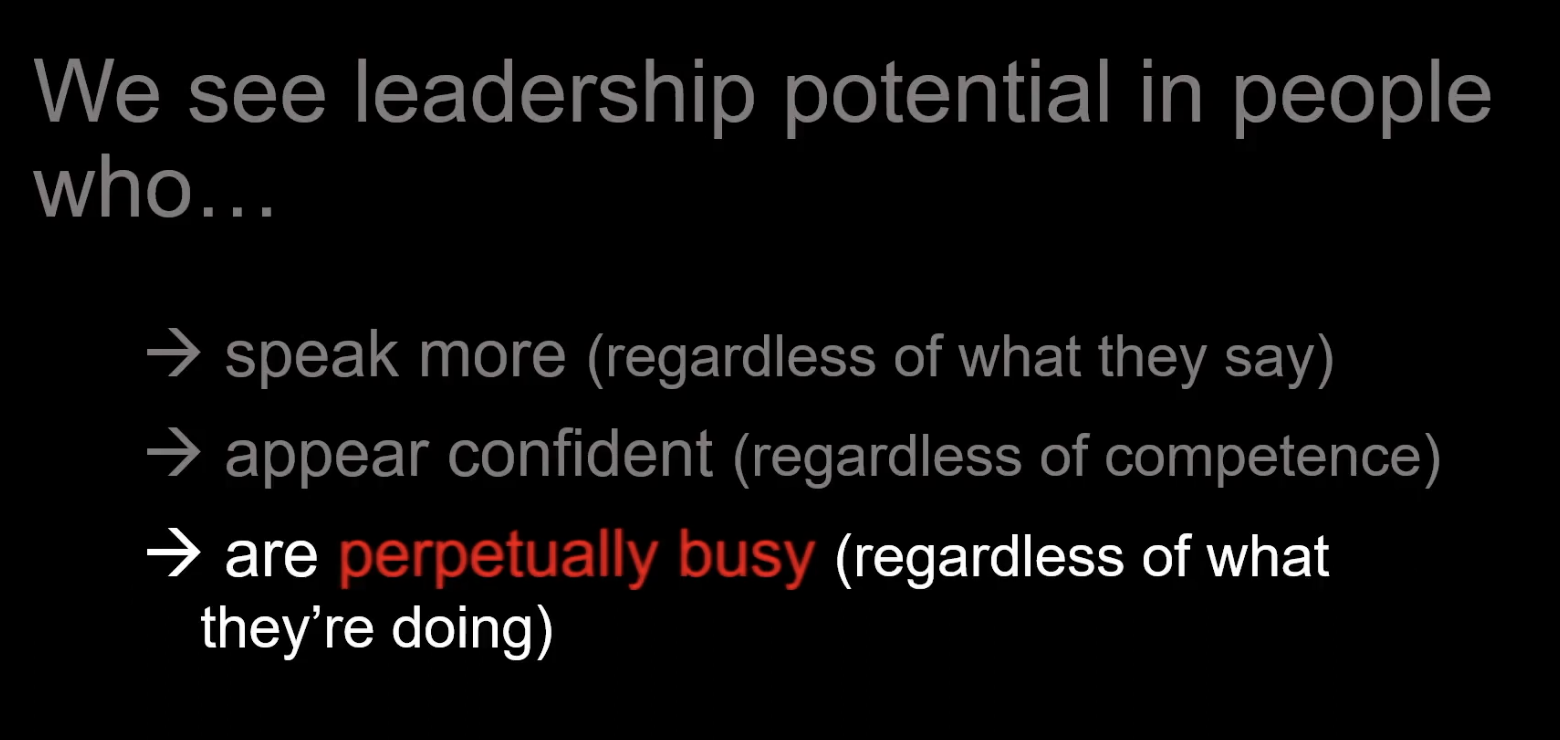 We see leadership potential in people
who…
→ speak more (regardless of what they say)
→ appear confident (regardless of competence)
→ are perpetually busy (regardless of what
they’re doing)